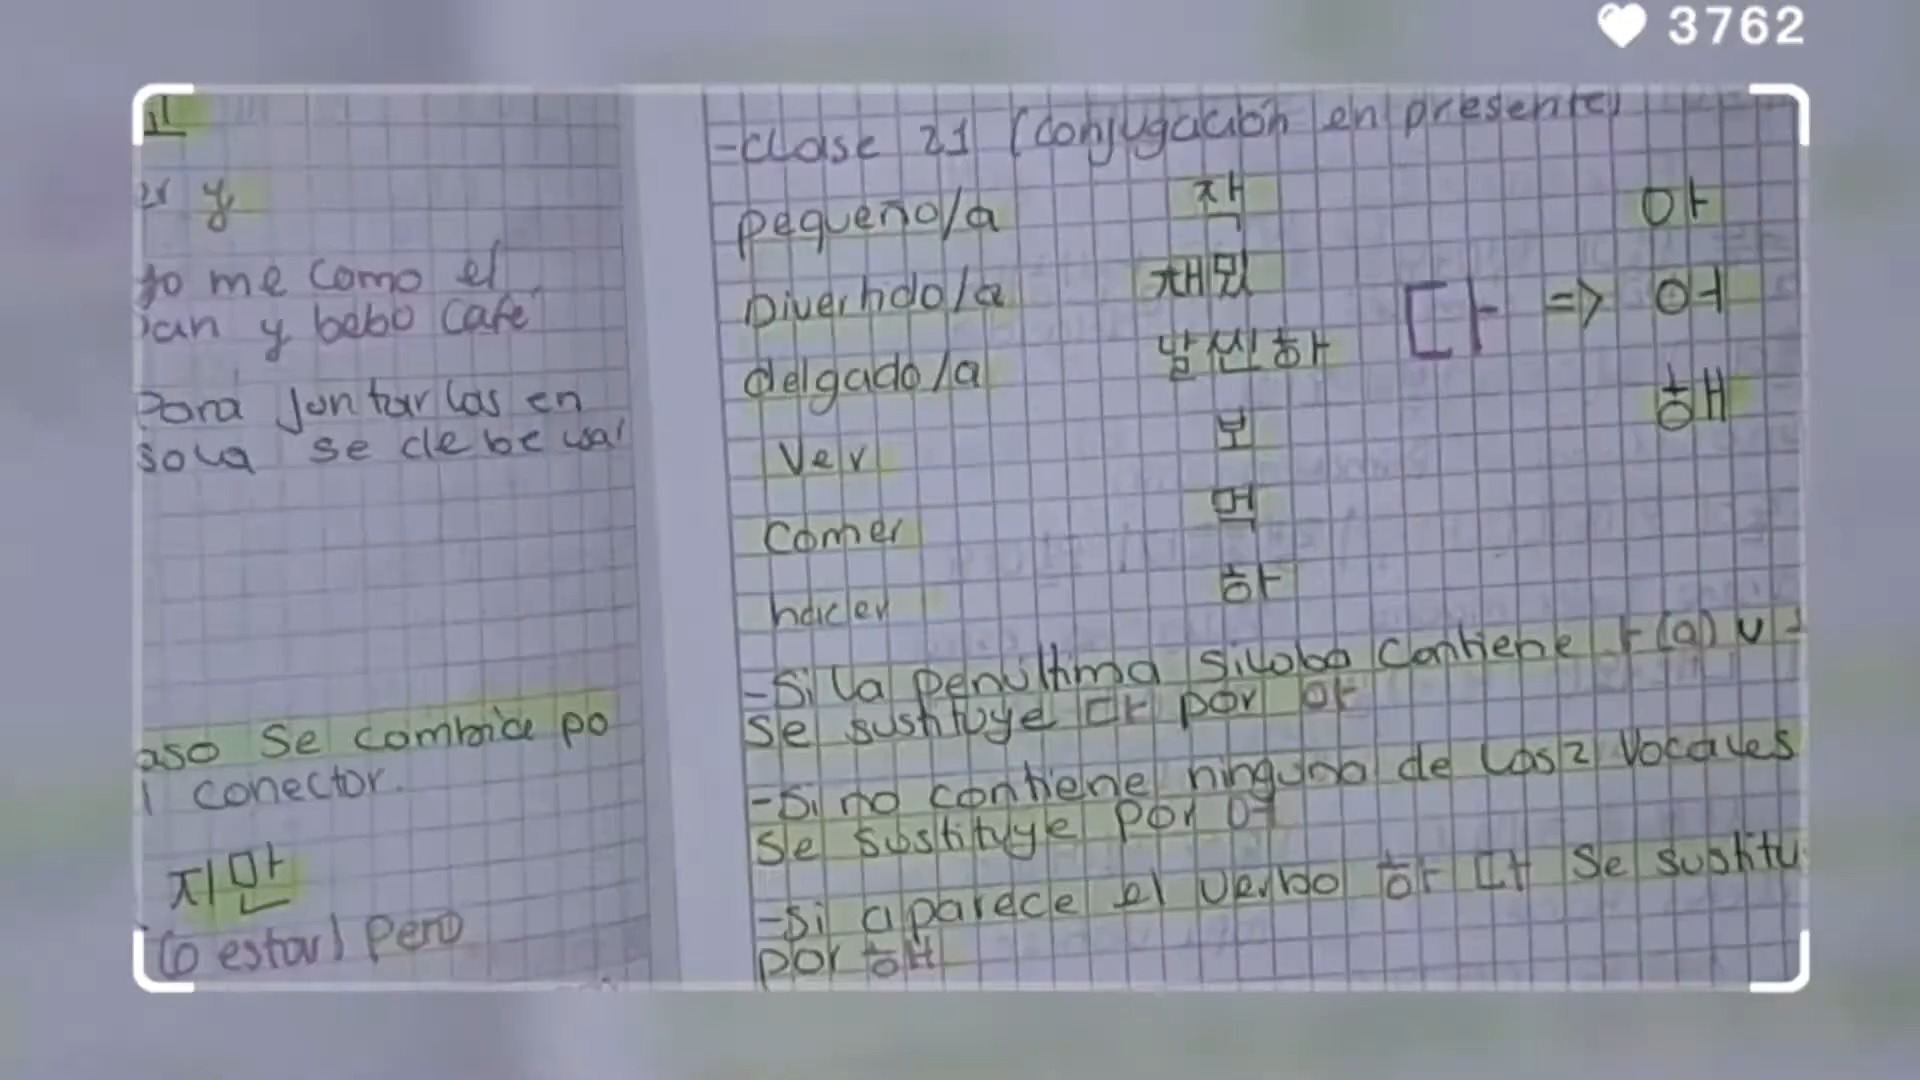 3762
y
yo me como el
pan y bebo café
Para juntarlas en
sola se debe usar
aso Se cambia po
conector.
지만
(o estar) pero
-clase 21 (conjugación en presente)
pequeño/a 작 아
Divertido/a 재밌 다 => 어
delgado/a 날씬하 해
Ver 보
Comer 먹
hacer 하
-Si la penultima silaba contiene ㅏ(a) u
se sustituye 다 por 아
-Si no contiene ninguna de las 2 vocales
se sustituye por 어
-Si aparece el verbo 하다 se sustitu
por 해